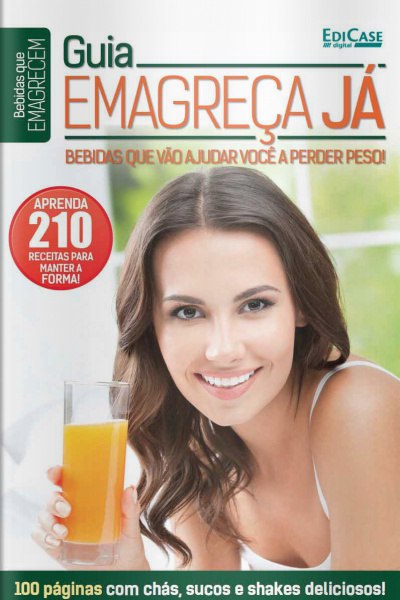 Bebidas que
EMAGRECEM
Guia
EDICASE
digital
EMAGREÇA JÁ
BEBIDAS QUE VÃO AJUDAR VOCÊ A PERDER PESO!
APRENDA
210
RECEITAS PARA
MANTER A
FORMA!
100 páginas com chás, sucos e shakes deliciosos!